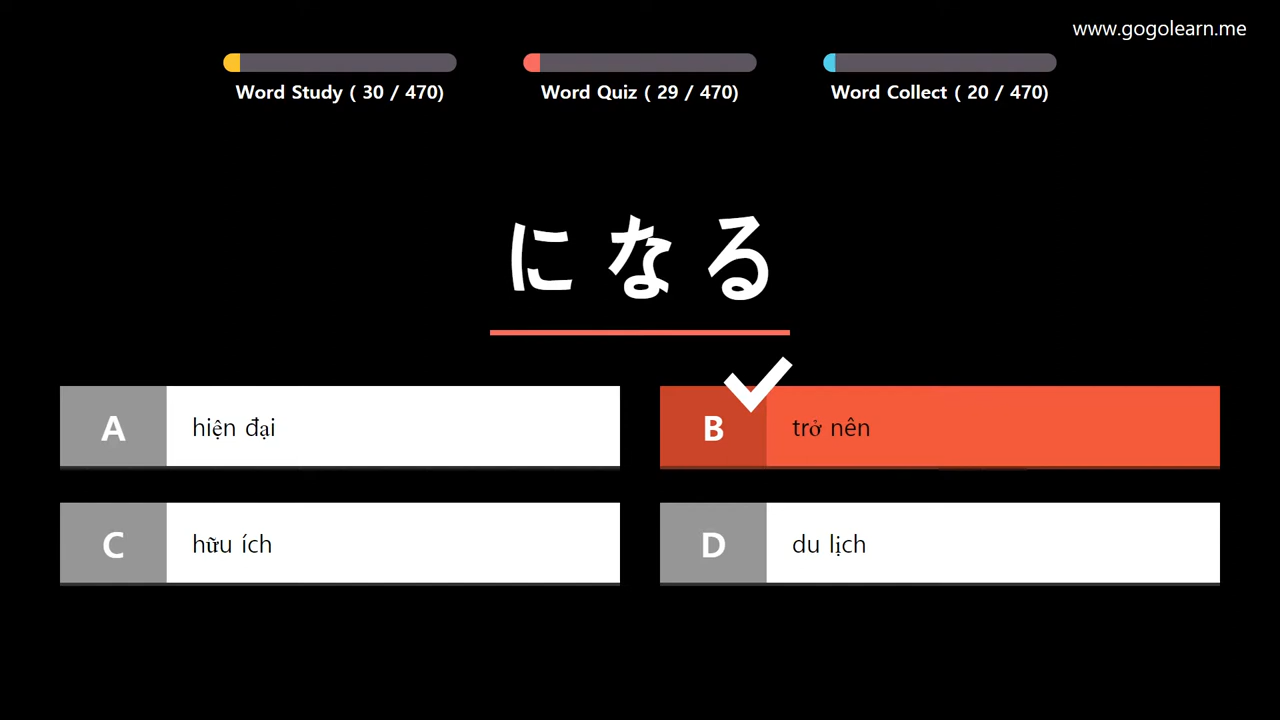 www.gogolearn.me
Word Study ( 30 / 470)
Word Quiz ( 29 / 470)
Word Collect ( 20 / 470)
になる
A hiện đại
B trở nên
C hữu ích
D du lịch